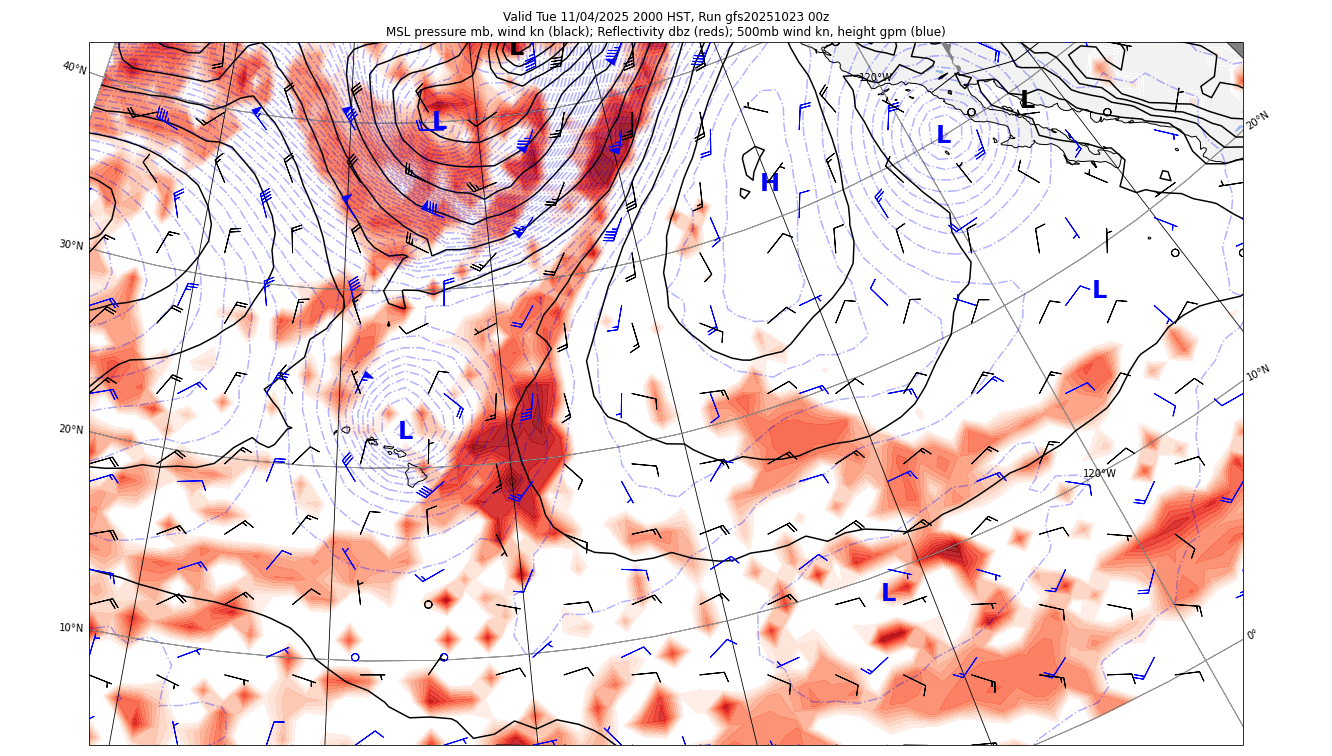 Valid Tue 11/04/2025 2000 HST, Run gfs20251023 00z
MSL pressure mb, wind kn (black); Reflectivity dbz (reds); 500mb wind kn, height gpm (blue)
L
40°N
120°W
L
L
L
20°N
H
30°N
L
10°N
20°N
L
120°W
L
10°N
0°